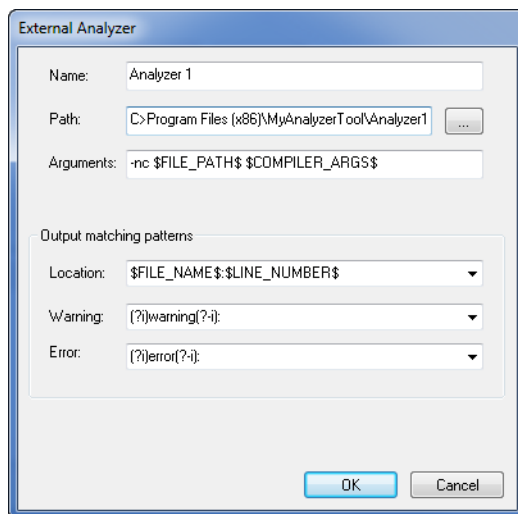 External Analyzer
Name: Analyzer 1
Path: C>Program Files (x86)\MyAnalyzerTool\Analyzer1 ...
Arguments: -nc $FILE_PATH$ $COMPILER_ARGS$
Output matching patterns
Location: $FILE_NAME$:$LINE_NUMBER$
Warning: (?i)warning(?-i):
Error: (?i)error(?-i):
OK Cancel